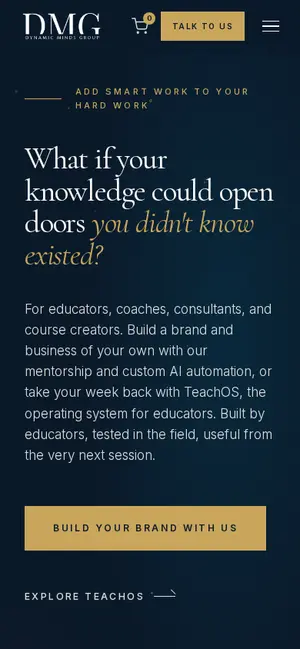 DMG
DYNAMIC MINDS GROUP
0
TALK TO US
ADD SMART WORK TO YOUR
HARD WORK
What if your
knowledge could open
doors you didn't know
existed?
For educators, coaches, consultants, and
course creators. Build a brand and
business of your own with our
mentorship and custom AI automation, or
take your week back with TeachOS, the
operating system for educators. Built by
educators, tested in the field, useful from
the very next session.
BUILD YOUR BRAND WITH US
EXPLORE TEACHOS